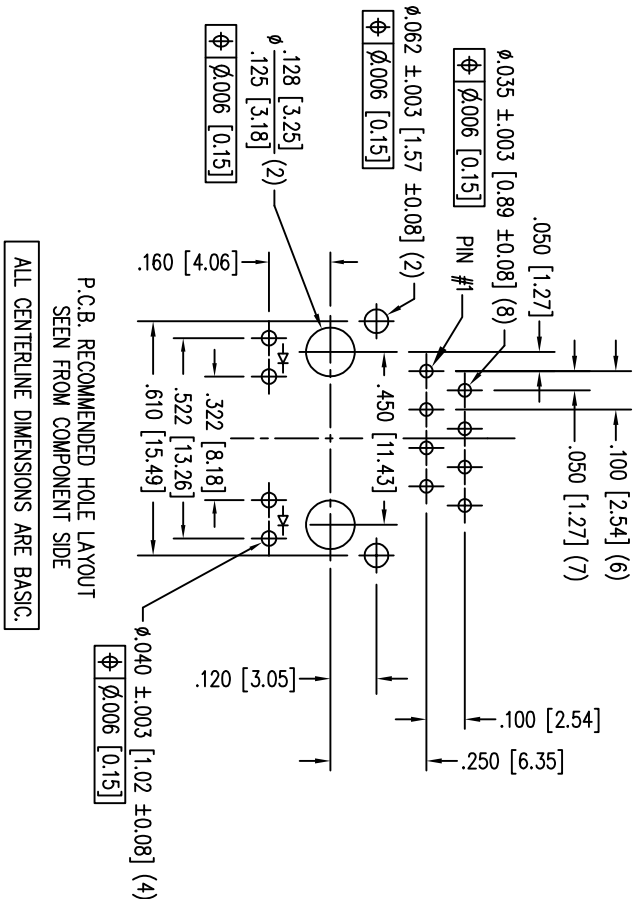 ø.062 ±.003 [1.57 ±0.08] (2)
⌖ Ø.006 [0.15]
ø.035 ±.003 [0.89 ±0.08] (8)
⌖ Ø.006 [0.15]
ø .128 [3.25]
.125 [3.18] (2)
⌖ Ø.006 [0.15]
PIN #1
.050 [1.27]
.100 [2.54] (6)
.050 [1.27] (7)
.160 [4.06]
.450 [11.43]
.322 [8.18]
.522 [13.26]
.610 [15.49]
.120 [3.05]
.100 [2.54]
.250 [6.35]
ø.040 ±.003 [1.02 ±0.08] (4)
⌖ Ø.006 [0.15]
P.C.B. RECOMMENDED HOLE LAYOUT
SEEN FROM COMPONENT SIDE
ALL CENTERLINE DIMENSIONS ARE BASIC.